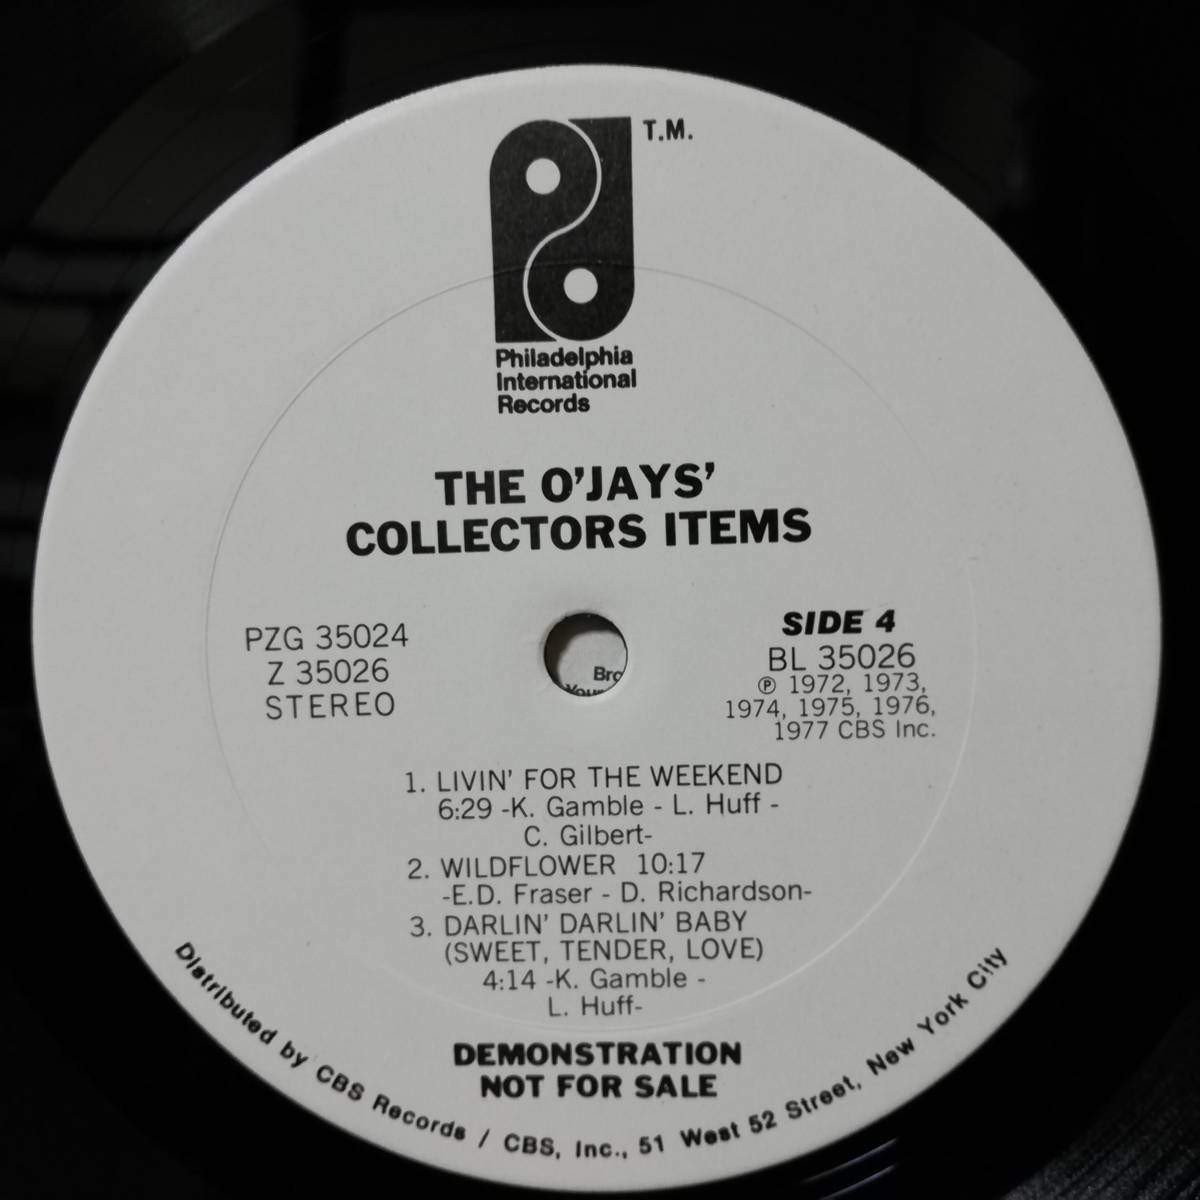 T.M.
Philadelphia
International
Records
THE O'JAYS'
COLLECTORS ITEMS
PZG 35024
Z 35026
STEREO
SIDE 4
BL 35026
℗ 1972, 1973,
1974, 1975, 1976,
1977 CBS Inc.
1. LIVIN' FOR THE WEEKEND
6:29 -K. Gamble - L. Huff -
C. Gilbert-
2. WILDFLOWER 10:17
-E.D. Fraser - D. Richardson-
3. DARLIN' DARLIN' BABY
(SWEET, TENDER, LOVE)
4:14 -K. Gamble -
L. Huff-
DEMONSTRATION
NOT FOR SALE
Distributed by CBS Records / CBS, Inc., 51 West 52 Street, New York City